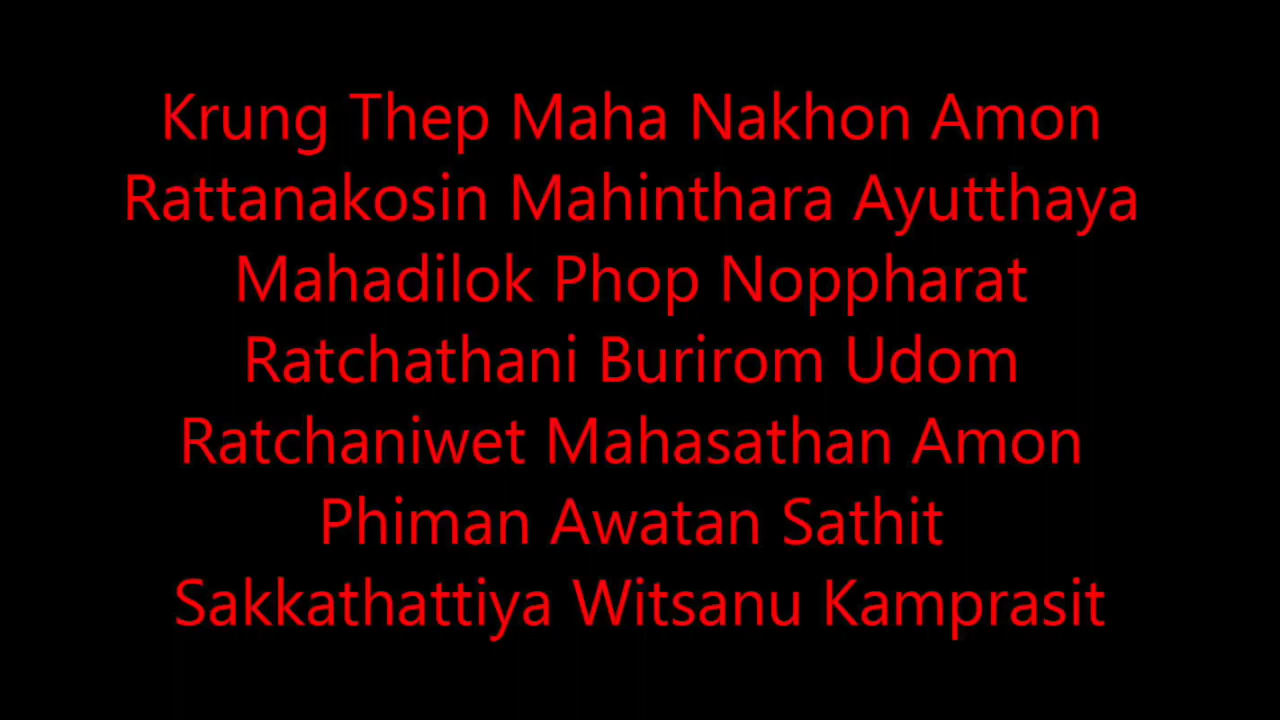 Krung Thep Maha Nakhon Amon
Rattanakosin Mahinthara Ayutthaya
Mahadilok Phop Noppharat
Ratchathani Burirom Udom
Ratchaniwet Mahasathan Amon
Phiman Awatan Sathit
Sakkathattiya Witsanu Kamprasit